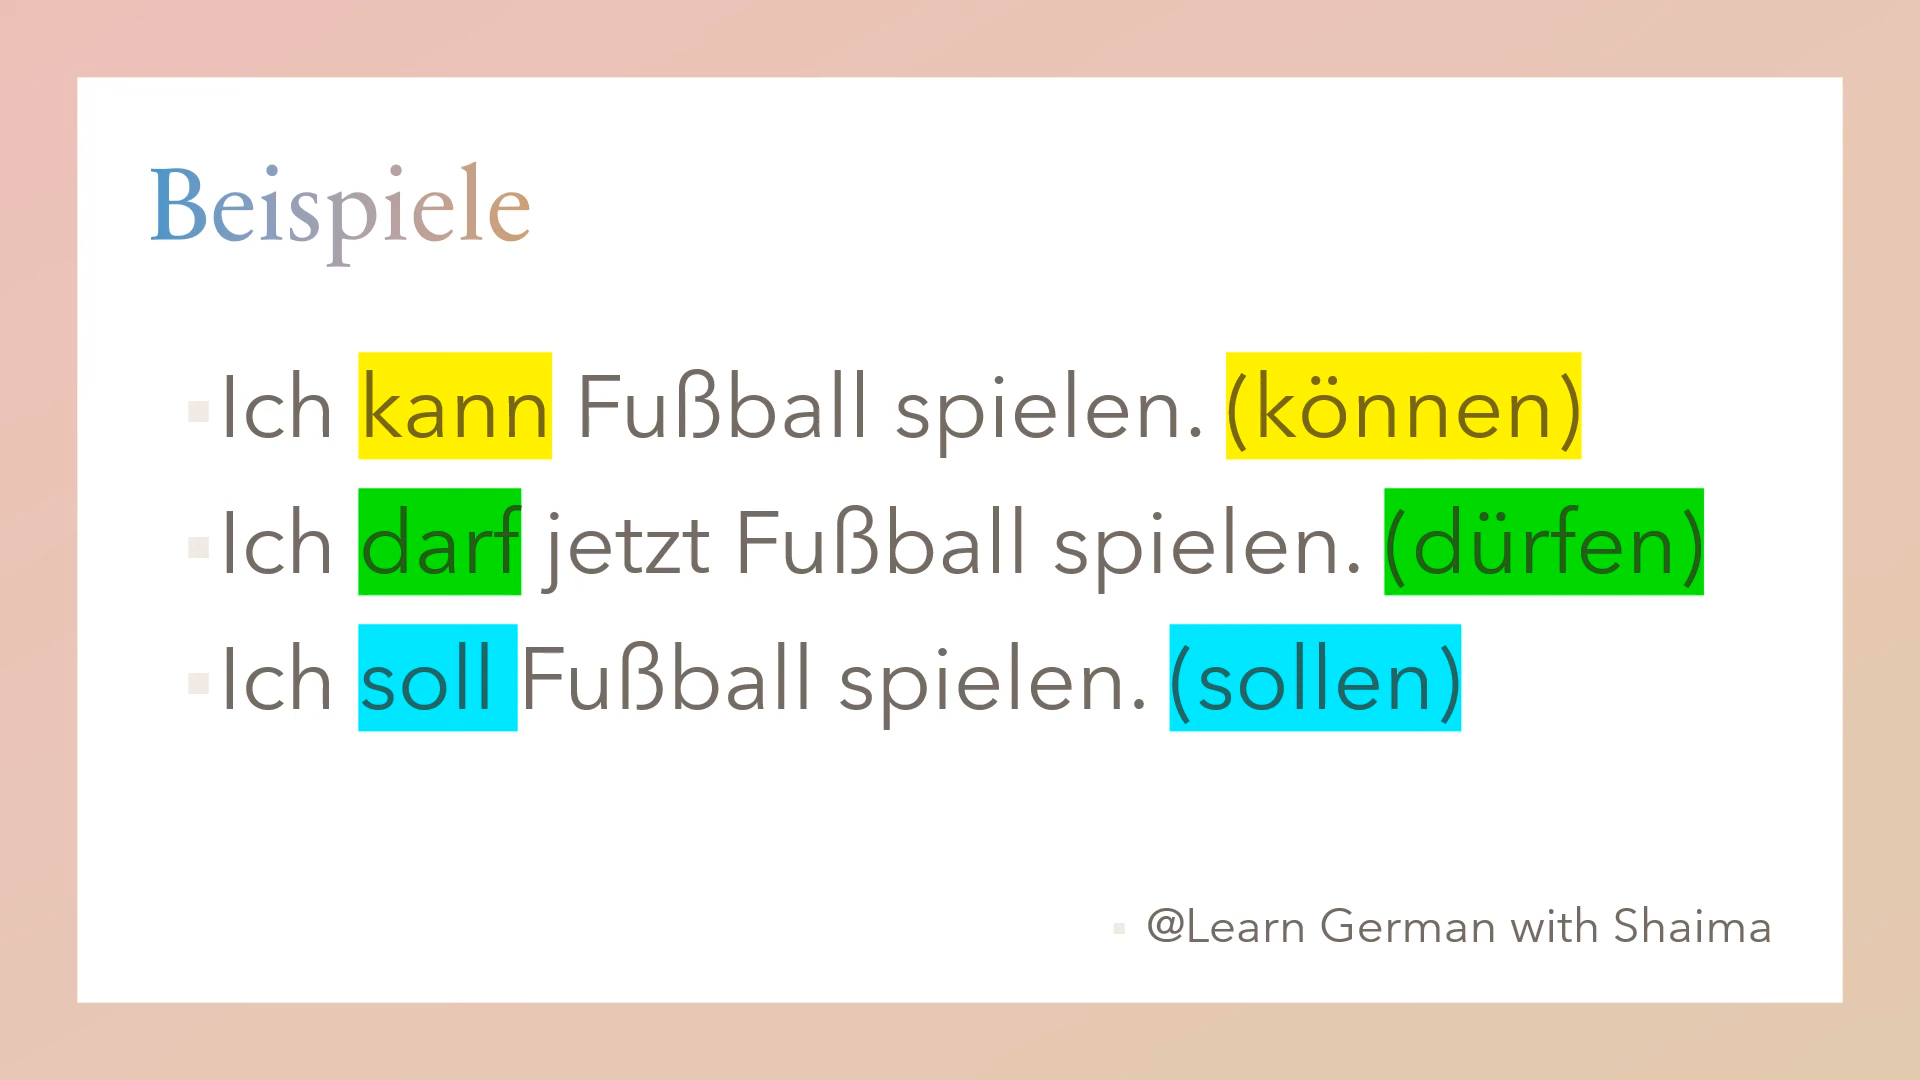 Beispiele
Ich kann Fußball spielen. (können)
Ich darf jetzt Fußball spielen. (dürfen)
Ich soll Fußball spielen. (sollen)
@Learn German with Shaima